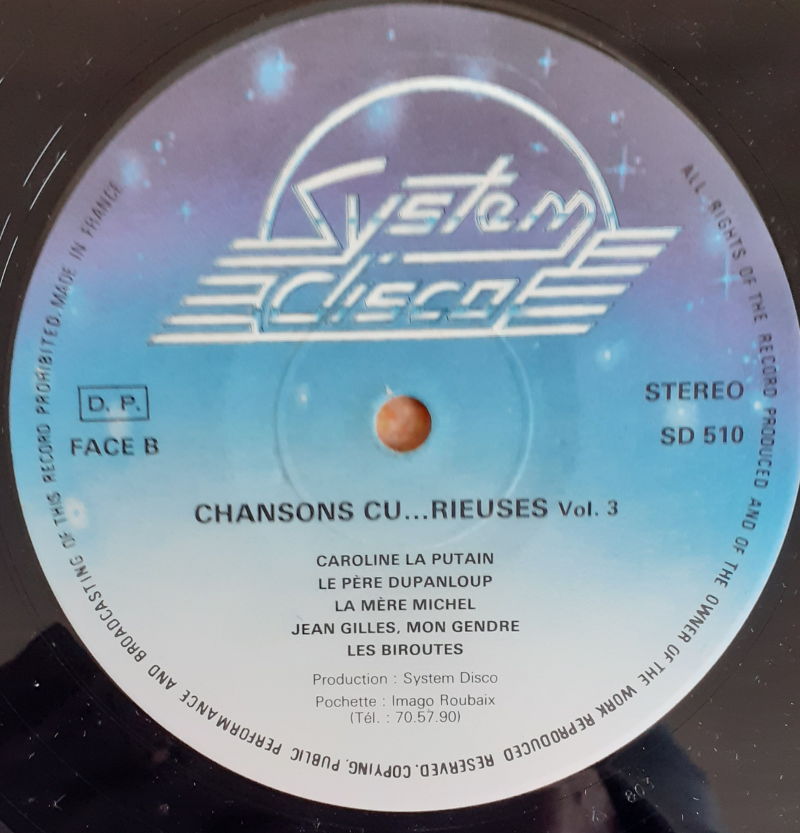 System
disco
D. P.
FACE B
STEREO
SD 510
CHANSONS CU...RIEUSES Vol. 3
CAROLINE LA PUTAIN
LE PÈRE DUPANLOUP
LA MÈRE MICHEL
JEAN GILLES, MON GENDRE
LES BIROUTES
Production : System Disco
Pochette : Imago Roubaix
(Tél. : 70.57.90)
ALL RIGHTS OF THE RECORD PRODUCED AND OF THE OWNER OF THE WORK REPRODUCED RESERVED. COPYING, PUBLIC PERFORMANCE AND BROADCASTING OF THIS RECORD PROHIBITED. MADE IN FRANCE